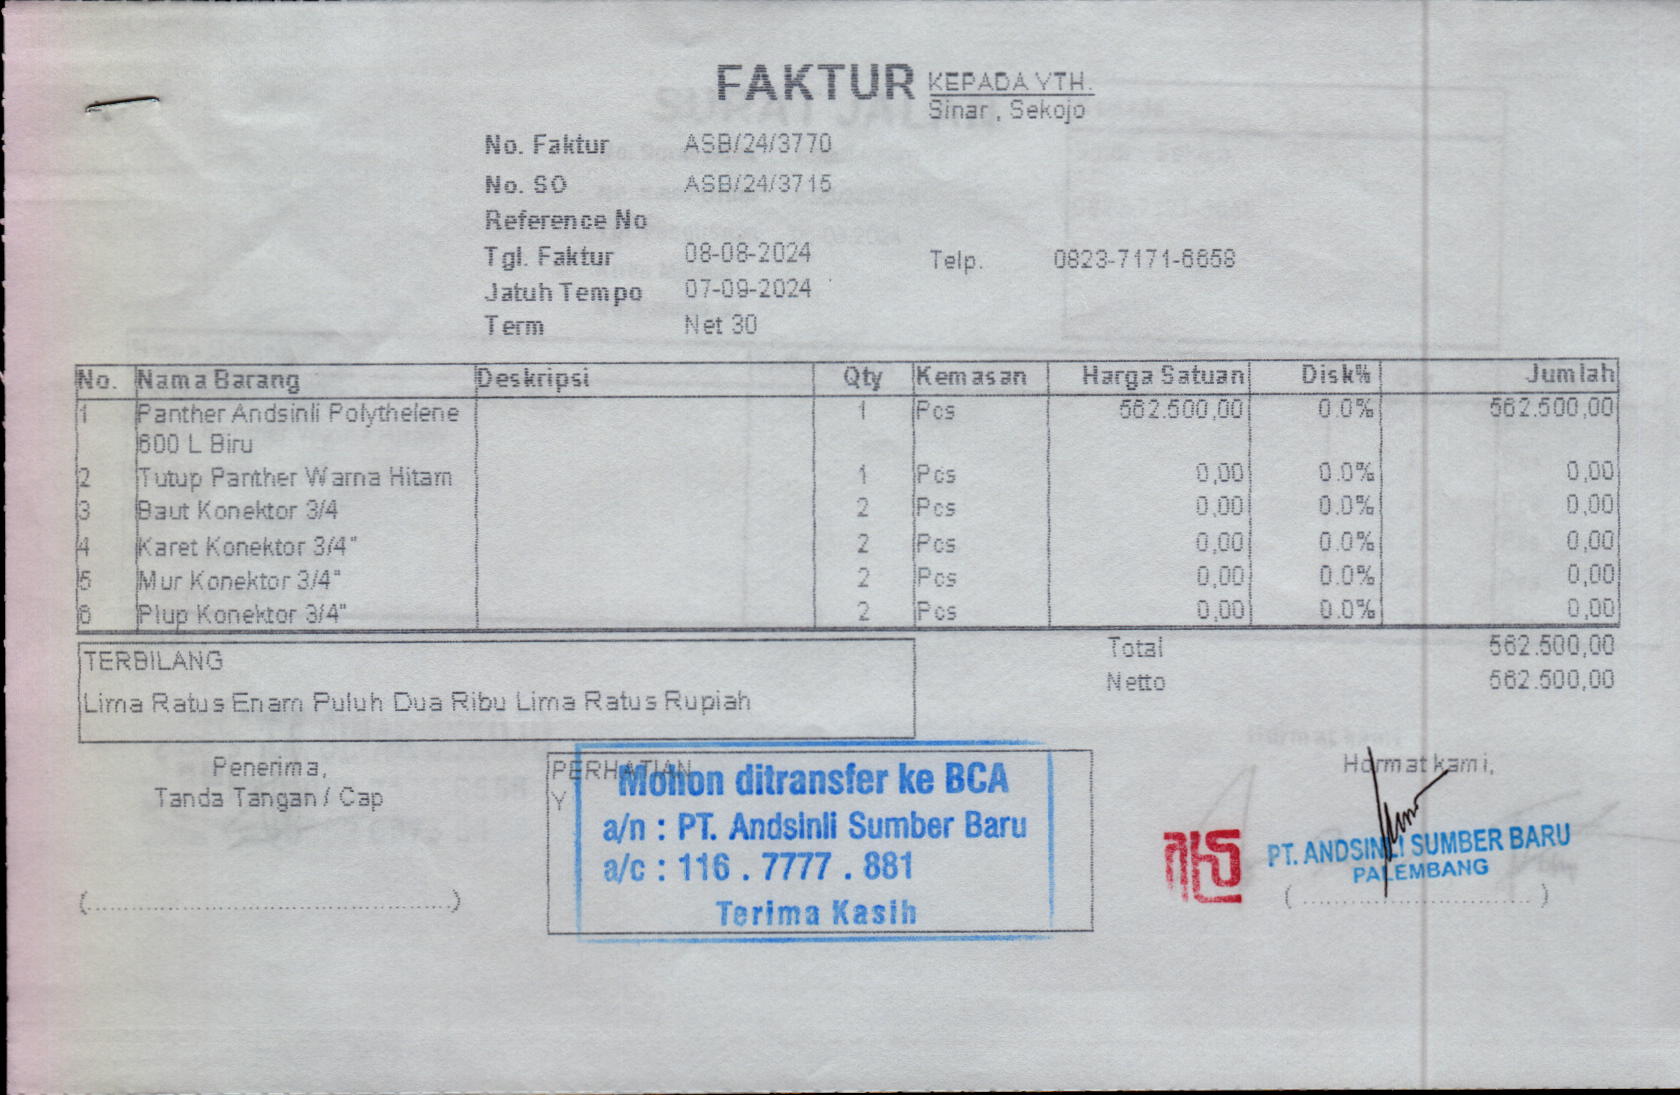 FAKTUR
KEPADA YTH.
Sinar , Sekojo
No. Faktur ASB/24/3770
No. SO ASB/24/3715
Reference No
Tgl. Faktur 08-08-2024
Telp. 0823-7171-6658
Jatuh Tempo 07-09-2024
Term Net 30
No. Nama Barang Deskripsi Qty Kemasan Harga Satuan Disk% Jumlah
1 Panther Andsinli Polythelene 1 Pcs 562.500,00 0.0% 562.500,00
600 L Biru
2 Tutup Panther Warna Hitam 1 Pcs 0,00 0.0% 0,00
3 Baut Konektor 3/4 2 Pcs 0,00 0.0% 0,00
4 Karet Konektor 3/4" 2 Pcs 0,00 0.0% 0,00
5 Mur Konektor 3/4" 2 Pcs 0,00 0.0% 0,00
6 Plup Konektor 3/4" 2 Pcs 0,00 0.0% 0,00
Total 562.500,00
Netto 562.500,00
TERBILANG
Lima Ratus Enam Puluh Dua Ribu Lima Ratus Rupiah
Penerima,
Tanda Tangan / Cap
(................................................)
PERHATIAN
Y
Mohon ditransfer ke BCA
a/n : PT. Andsinli Sumber Baru
a/c : 116 . 7777 . 881
Terima Kasih
Hormat kami,
PT. ANDSINLI SUMBER BARU
PALEMBANG
(................................)